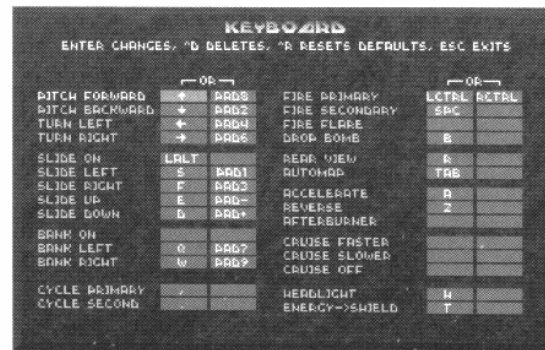 KEYBOARD
ENTER CHANGES, ^D DELETES, ^R RESETS DEFAULTS, ESC EXITS
OR
PITCH FORWARD ↑ PAD8
PITCH BACKWARD ↓ PAD2
TURN LEFT ← PAD4
TURN RIGHT → PAD6
SLIDE ON LALT
SLIDE LEFT S PAD1
SLIDE RIGHT F PAD3
SLIDE UP E PAD-
SLIDE DOWN D PAD+
BANK ON
BANK LEFT Q PAD7
BANK RIGHT W PAD9
CYCLE PRIMARY
CYCLE SECOND
OR
FIRE PRIMARY LCTRL RCTRL
FIRE SECONDARY SPC
FIRE FLARE
DROP BOMB B
REAR VIEW R
AUTOMAP TAB
ACCELERATE A
REVERSE Z
AFTERBURNER
CRUISE FASTER
CRUISE SLOWER
CRUISE OFF
HEADLIGHT H
ENERGY->SHIELD T